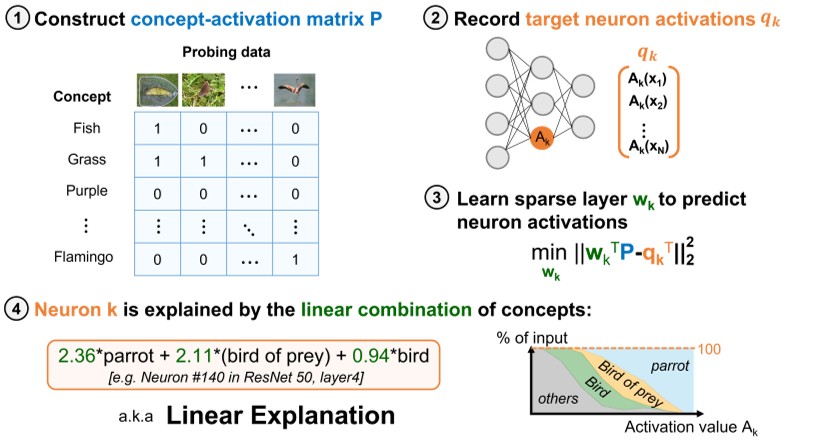 1 Construct concept-activation matrix P
Probing data
Concept
...
Fish 1 0 ... 0
Grass 1 1 ... 0
Purple 0 0 ... 0
⋮ ⋮ ⋮ ⋱ ⋮
Flamingo 0 0 ... 1
2 Record target neuron activations qₖ
qₖ
Aₖ(x₁)
Aₖ(x₂)
⋮
Aₖ(x_N)
Aₖ
3 Learn sparse layer wₖ to predict
neuron activations
min ||wₖᵀP-qₖᵀ||₂²
wₖ
4 Neuron k is explained by the linear combination of concepts:
2.36*parrot + 2.11*(bird of prey) + 0.94*bird
[e.g. Neuron #140 in ResNet 50, layer4]
a.k.a Linear Explanation
% of input
100
parrot
Bird of prey
Bird
others
Activation value Aₖ